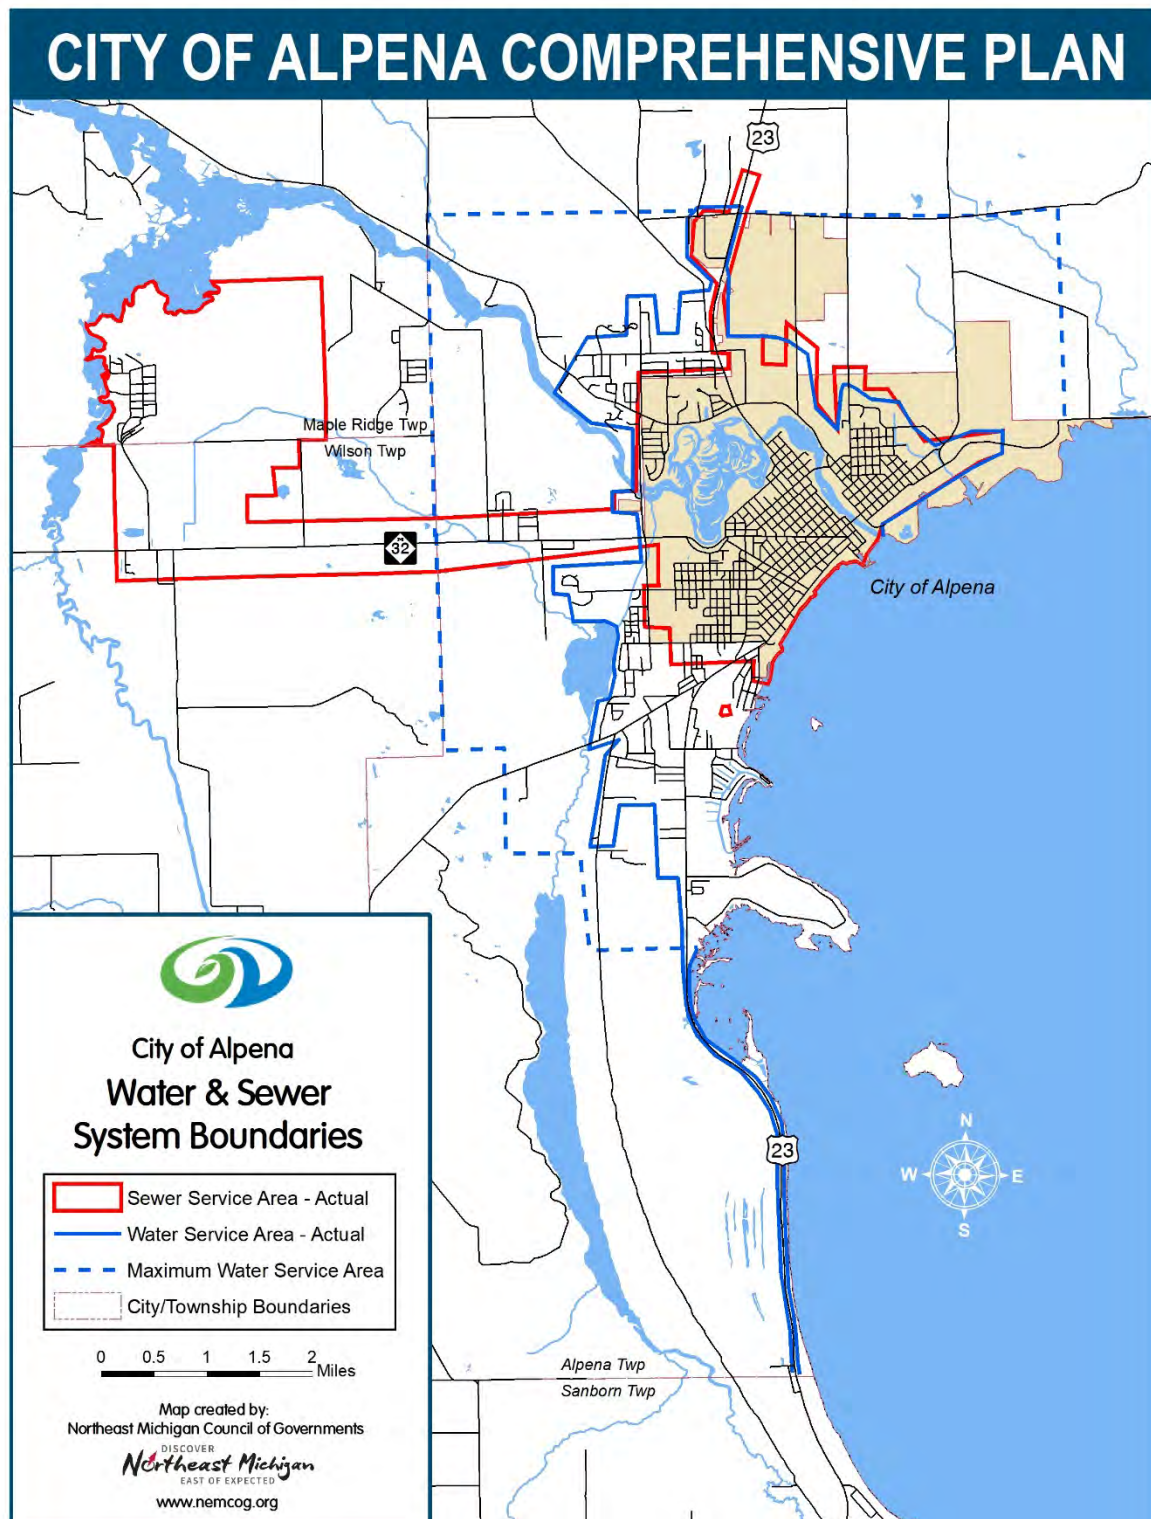 CITY OF ALPENA COMPREHENSIVE PLAN
23
Maple Ridge Twp
Wilson Twp
M
32
City of Alpena
City of Alpena
Water & Sewer
System Boundaries
Sewer Service Area - Actual
Water Service Area - Actual
Maximum Water Service Area
City/Township Boundaries
0 0.5 1 1.5 2
Miles
Map created by:
Northeast Michigan Council of Governments
DISCOVER
Northeast Michigan
EAST OF EXPECTED
www.nemcog.org
N
W E
S
23
Alpena Twp
Sanborn Twp